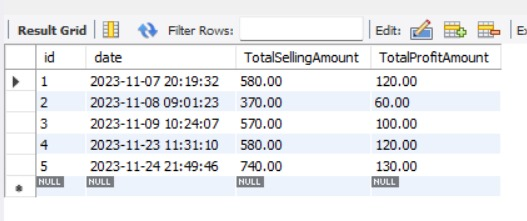 Result Grid Filter Rows: Edit: Ex
id date TotalSellingAmount TotalProfitAmount
1 2023-11-07 20:19:32 580.00 120.00
2 2023-11-08 09:01:23 370.00 60.00
3 2023-11-09 10:24:07 570.00 100.00
4 2023-11-23 11:31:10 580.00 120.00
5 2023-11-24 21:49:46 740.00 130.00
NULL NULL NULL NULL